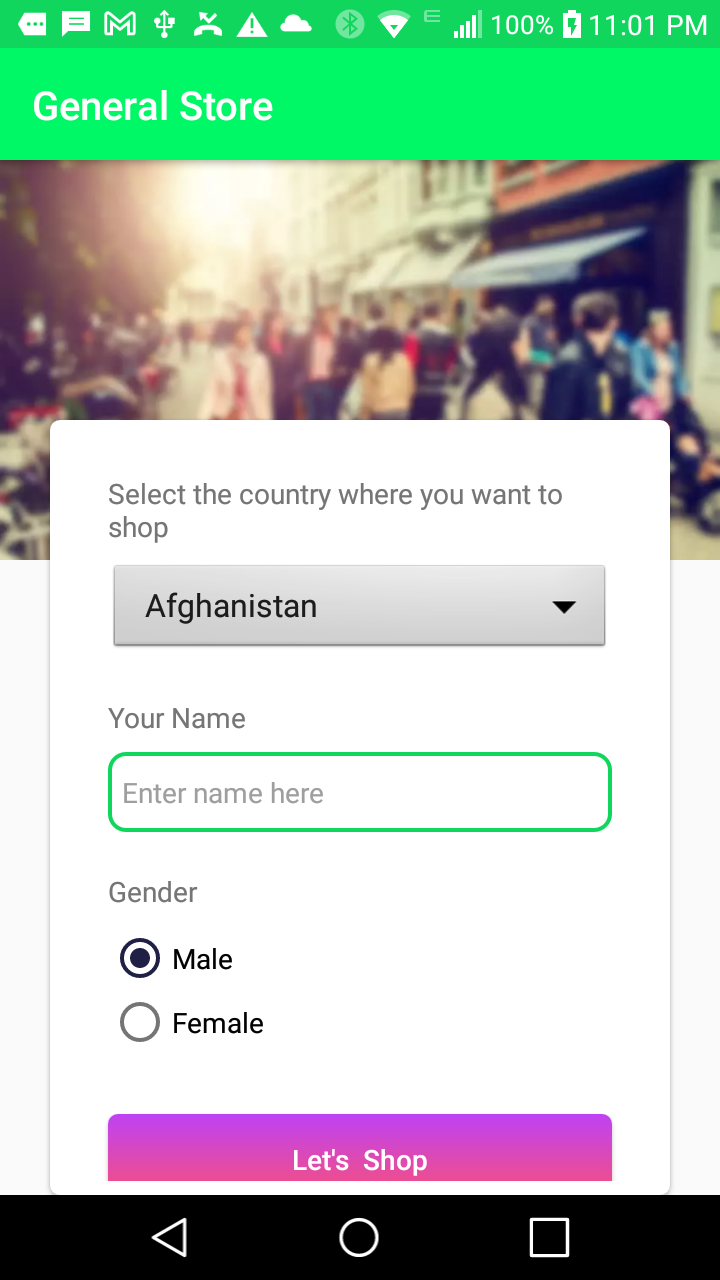 100% 11:01 PM
General Store
Select the country where you want to
shop
Afghanistan
Your Name
Enter name here
Gender
Male
Female
Let's Shop